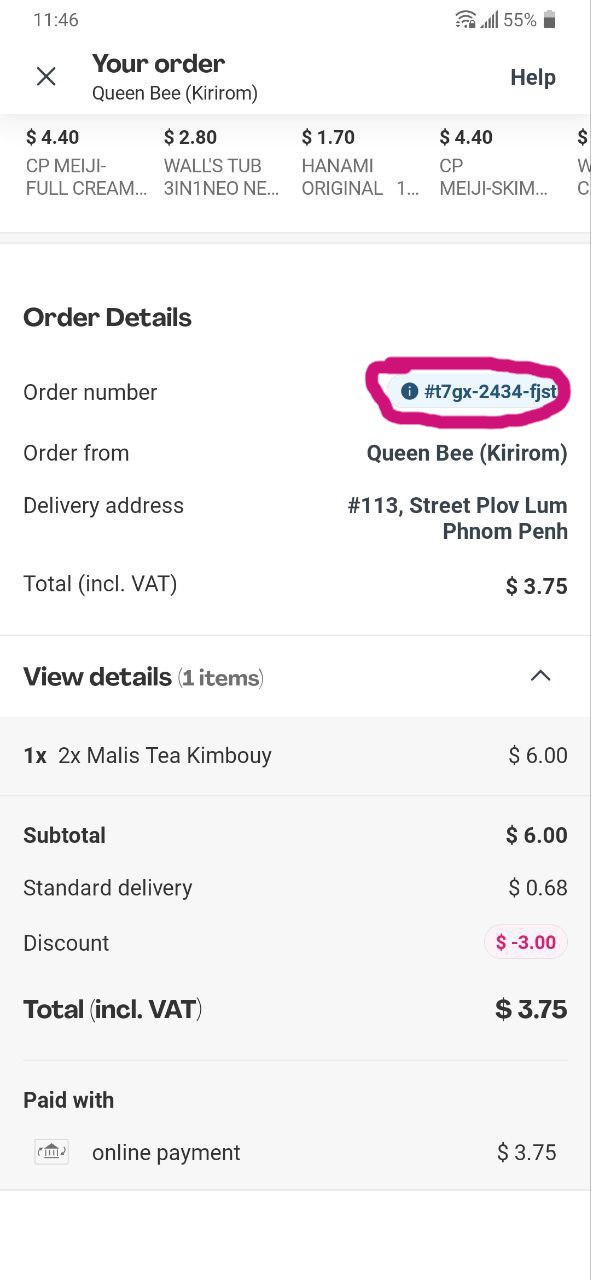 11:46
55%
Your order
Queen Bee (Kirirom)
Help
$ 4.40 $ 2.80 $ 1.70 $ 4.40 $
CP MEIJI- WALL'S TUB HANAMI CP W
FULL CREAM... 3IN1NEO NE... ORIGINAL 1... MEIJI-SKIM... C
Order Details
Order number #t7gx-2434-fjst
Order from Queen Bee (Kirirom)
Delivery address #113, Street Plov Lum
Phnom Penh
Total (incl. VAT) $ 3.75
View details (1 items)
1x 2x Malis Tea Kimbouy $ 6.00
Subtotal $ 6.00
Standard delivery $ 0.68
Discount $ -3.00
Total (incl. VAT) $ 3.75
Paid with
online payment $ 3.75